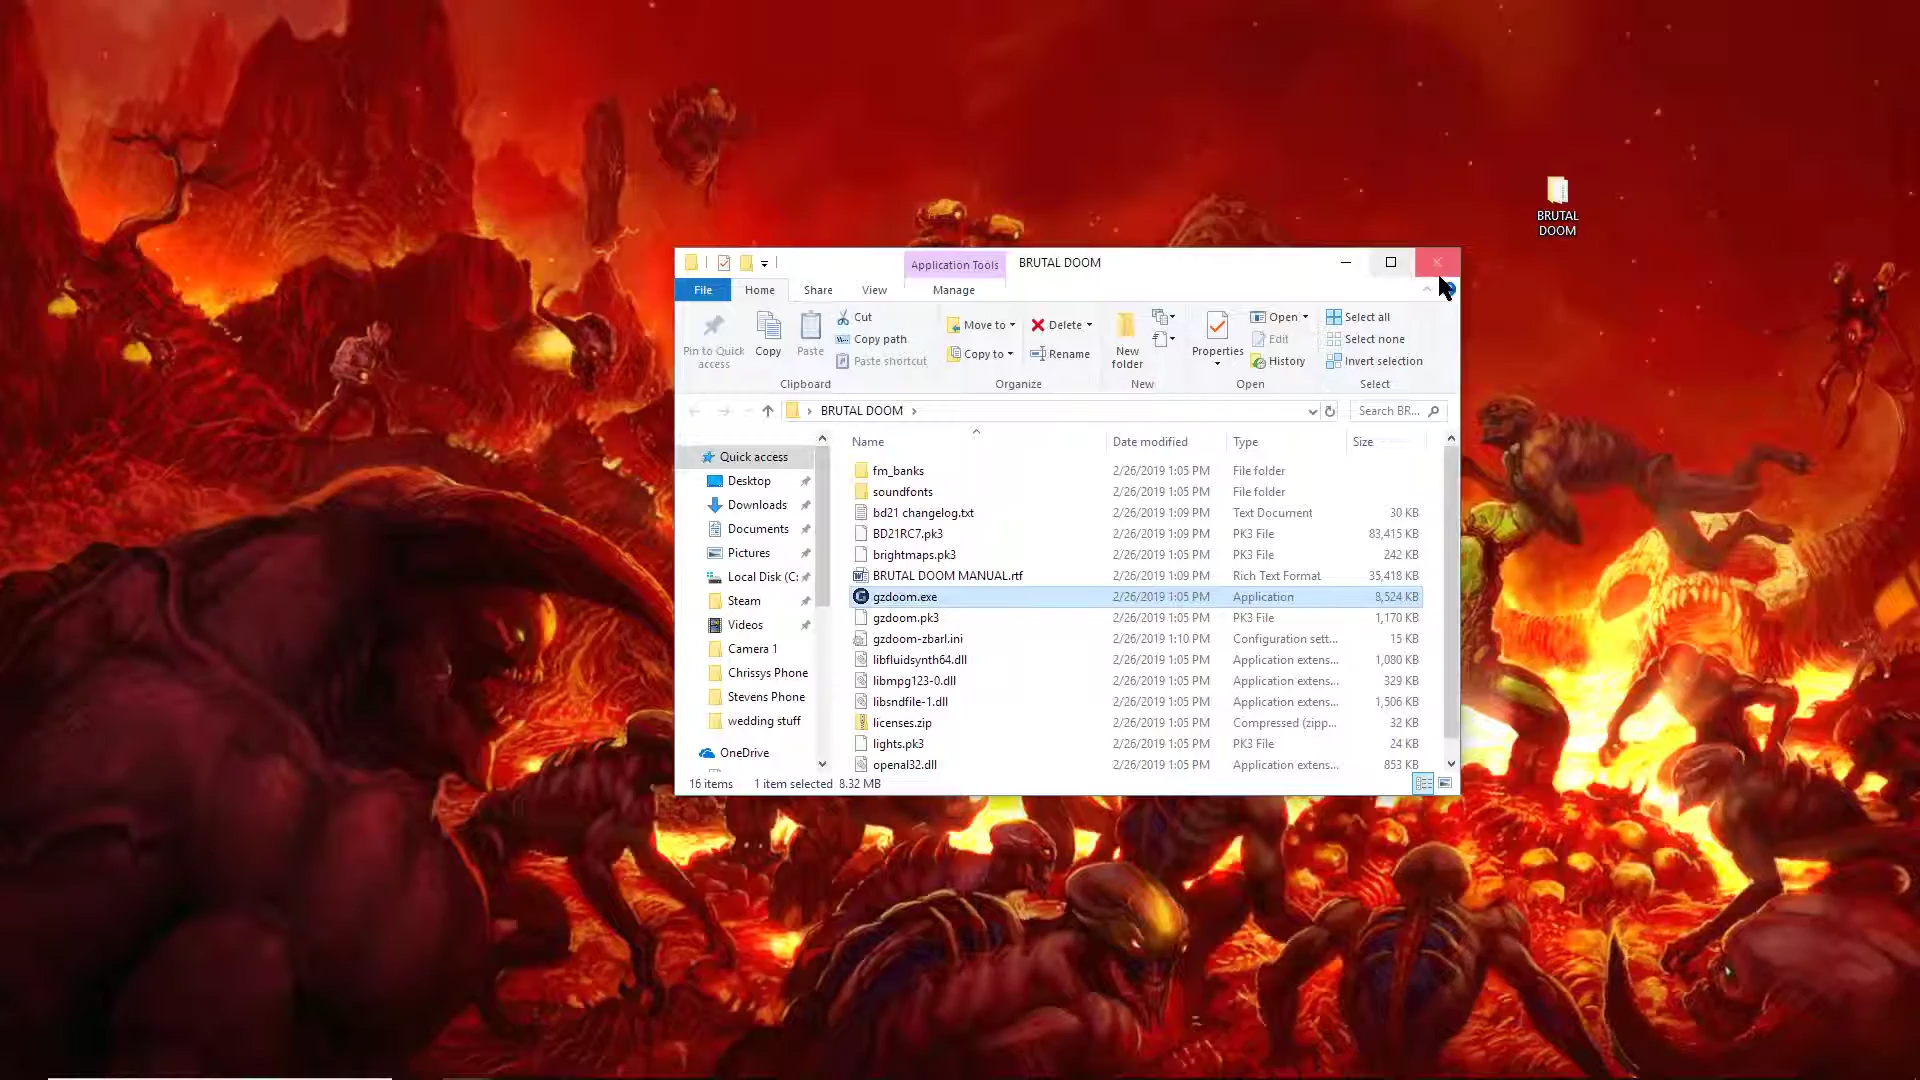 BRUTAL
DOOM
Application Tools
BRUTAL DOOM
File
Home
Share
View
Manage
Pin to Quick
access
Copy
Paste
Cut
Copy path
Paste shortcut
Clipboard
Move to
Copy to
Delete
Rename
Organize
New
folder
New
Properties
Open
Edit
History
Open
Select all
Select none
Invert selection
Select
BRUTAL DOOM
Search BR...
Name Date modified Type Size
Quick access
Desktop
Downloads
Documents
Pictures
Local Disk (C:
Steam
Videos
Camera 1
Chrissys Phone
Stevens Phone
wedding stuff
OneDrive
fm_banks 2/26/2019 1:05 PM File folder
soundfonts 2/26/2019 1:05 PM File folder
bd21 changelog.txt 2/26/2019 1:09 PM Text Document 30 KB
BD21RC7.pk3 2/26/2019 1:09 PM PK3 File 83,415 KB
brightmaps.pk3 2/26/2019 1:05 PM PK3 File 242 KB
BRUTAL DOOM MANUAL.rtf 2/26/2019 1:09 PM Rich Text Format 35,418 KB
gzdoom.exe 2/26/2019 1:05 PM Application 8,524 KB
gzdoom.pk3 2/26/2019 1:05 PM PK3 File 1,170 KB
gzdoom-zbarl.ini 2/26/2019 1:10 PM Configuration sett... 15 KB
libfluidsynth64.dll 2/26/2019 1:05 PM Application extens... 1,080 KB
libmpg123-0.dll 2/26/2019 1:05 PM Application extens... 329 KB
libsndfile-1.dll 2/26/2019 1:05 PM Application extens... 1,506 KB
licenses.zip 2/26/2019 1:05 PM Compressed (zipp... 32 KB
lights.pk3 2/26/2019 1:05 PM PK3 File 24 KB
openal32.dll 2/26/2019 1:05 PM Application extens... 853 KB
16 items 1 item selected 8.32 MB